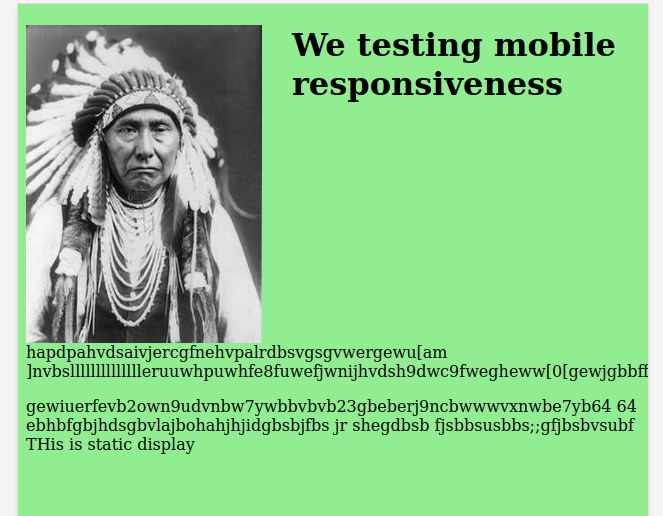 We testing mobile
responsiveness
hapdpahvdsaivjercgfnehvpalrdbsvgsgvwergewu[am
]nvbsllllllllllllleruuwhpuwhfe8fuwefjwnijhvdsh9dwc9fwegheww[0[gewjgbbff
gewiuerfevb2own9udvnbw7ywbbvbvb23gbeberj9ncbwwwvxnwbe7yb64 64
ebhbfgbjhdsgbvlajbohahjhjidgbsbjfbs jr shegdbsb fjsbbsusbbs;;gfjbsbvsubf
THis is static display